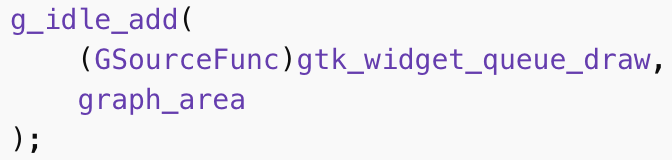 g_idle_add(
    (GSourceFunc)gtk_widget_queue_draw,
    graph_area
);